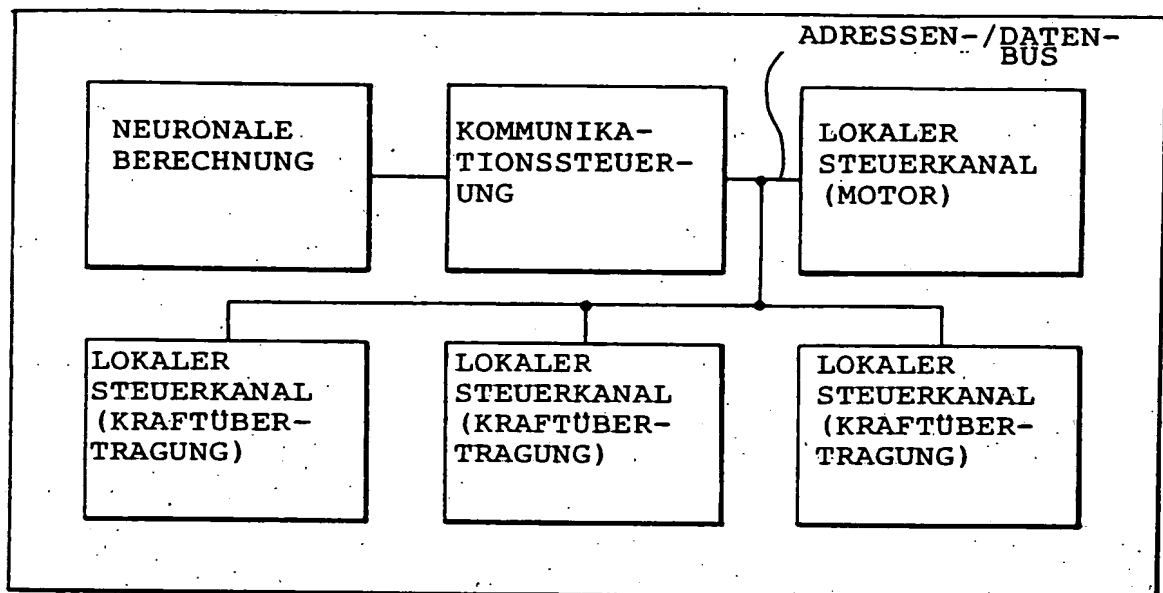 ADRESSEN-/DATEN-
BUS
NEURONALE
BERECHNUNG
KOMMUNIKA-
TIONSSTEUER-
UNG
LOKALER
STEUERKANAL
(MOTOR)
LOKALER
STEUERKANAL
(KRAFTÜBER-
TRAGUNG)
LOKALER
STEUERKANAL
(KRAFTÜBER-
TRAGUNG)
LOKALER
STEUERKANAL
(KRAFTÜBER-
TRAGUNG)